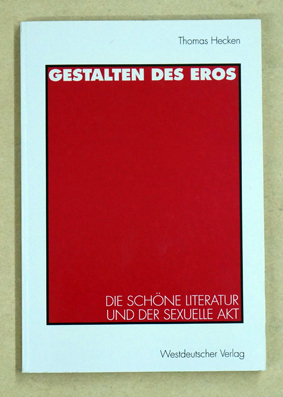 Thomas Hecken
GESTALTEN DES EROS
DIE SCHÖNE LITERATUR
UND DER SEXUELLE AKT
Westdeutscher Verlag